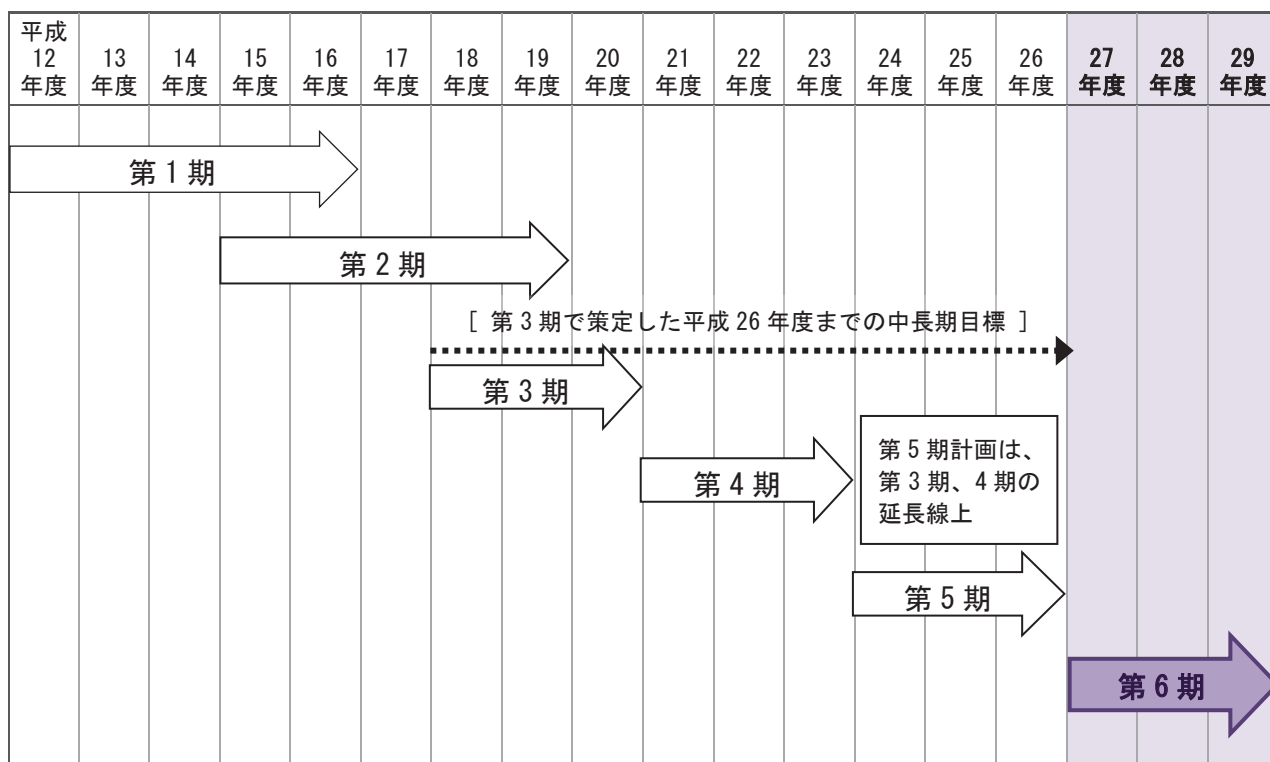 平成
12
年度
13
年度
14
年度
15
年度
16
年度
17
年度
18
年度
19
年度
20
年度
21
年度
22
年度
23
年度
24
年度
25
年度
26
年度
27
年度
28
年度
29
年度
第1期
第2期
[ 第3期で策定した平成26年度までの中長期目標 ]
第3期
第4期
第5期計画は、
第3期、4期の
延長線上
第5期
第6期